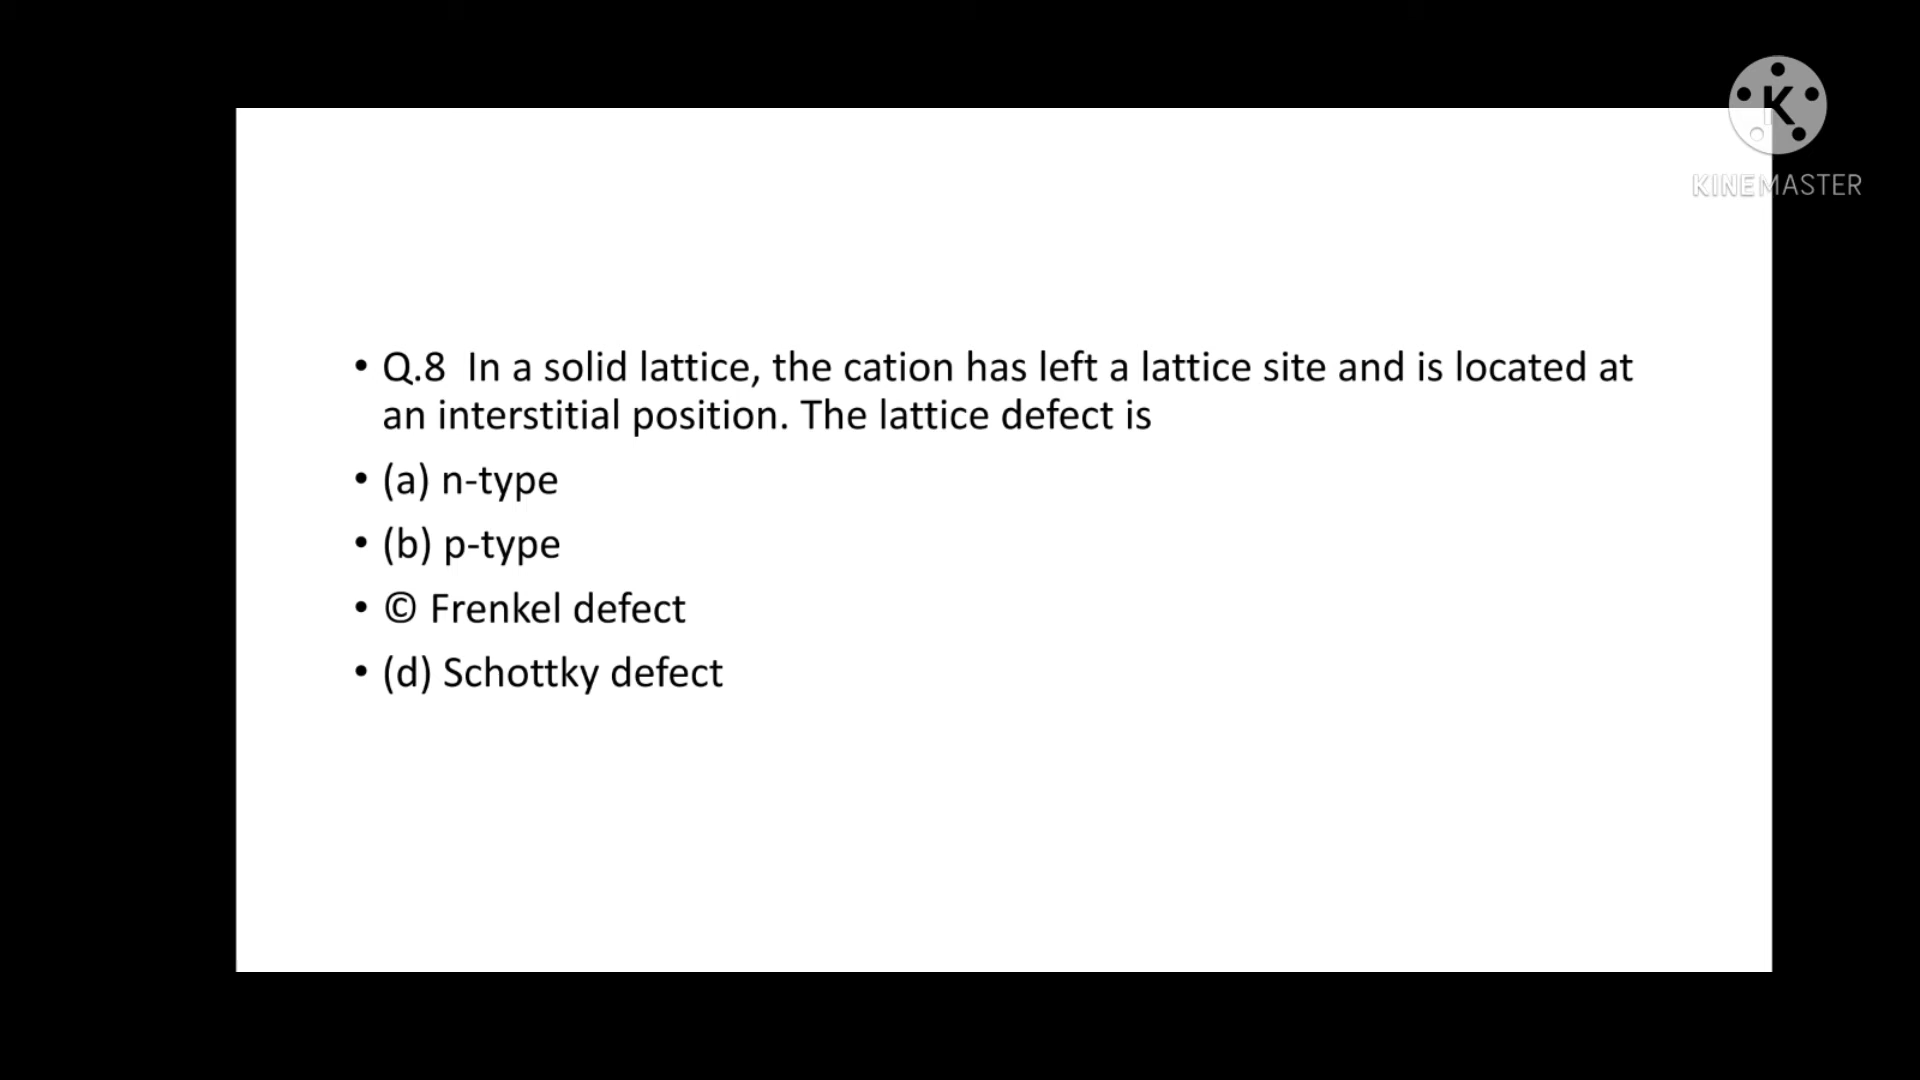 K
KINEMASTER
• Q.8 In a solid lattice, the cation has left a lattice site and is located at
an interstitial position. The lattice defect is
• (a) n-type
• (b) p-type
• © Frenkel defect
• (d) Schottky defect